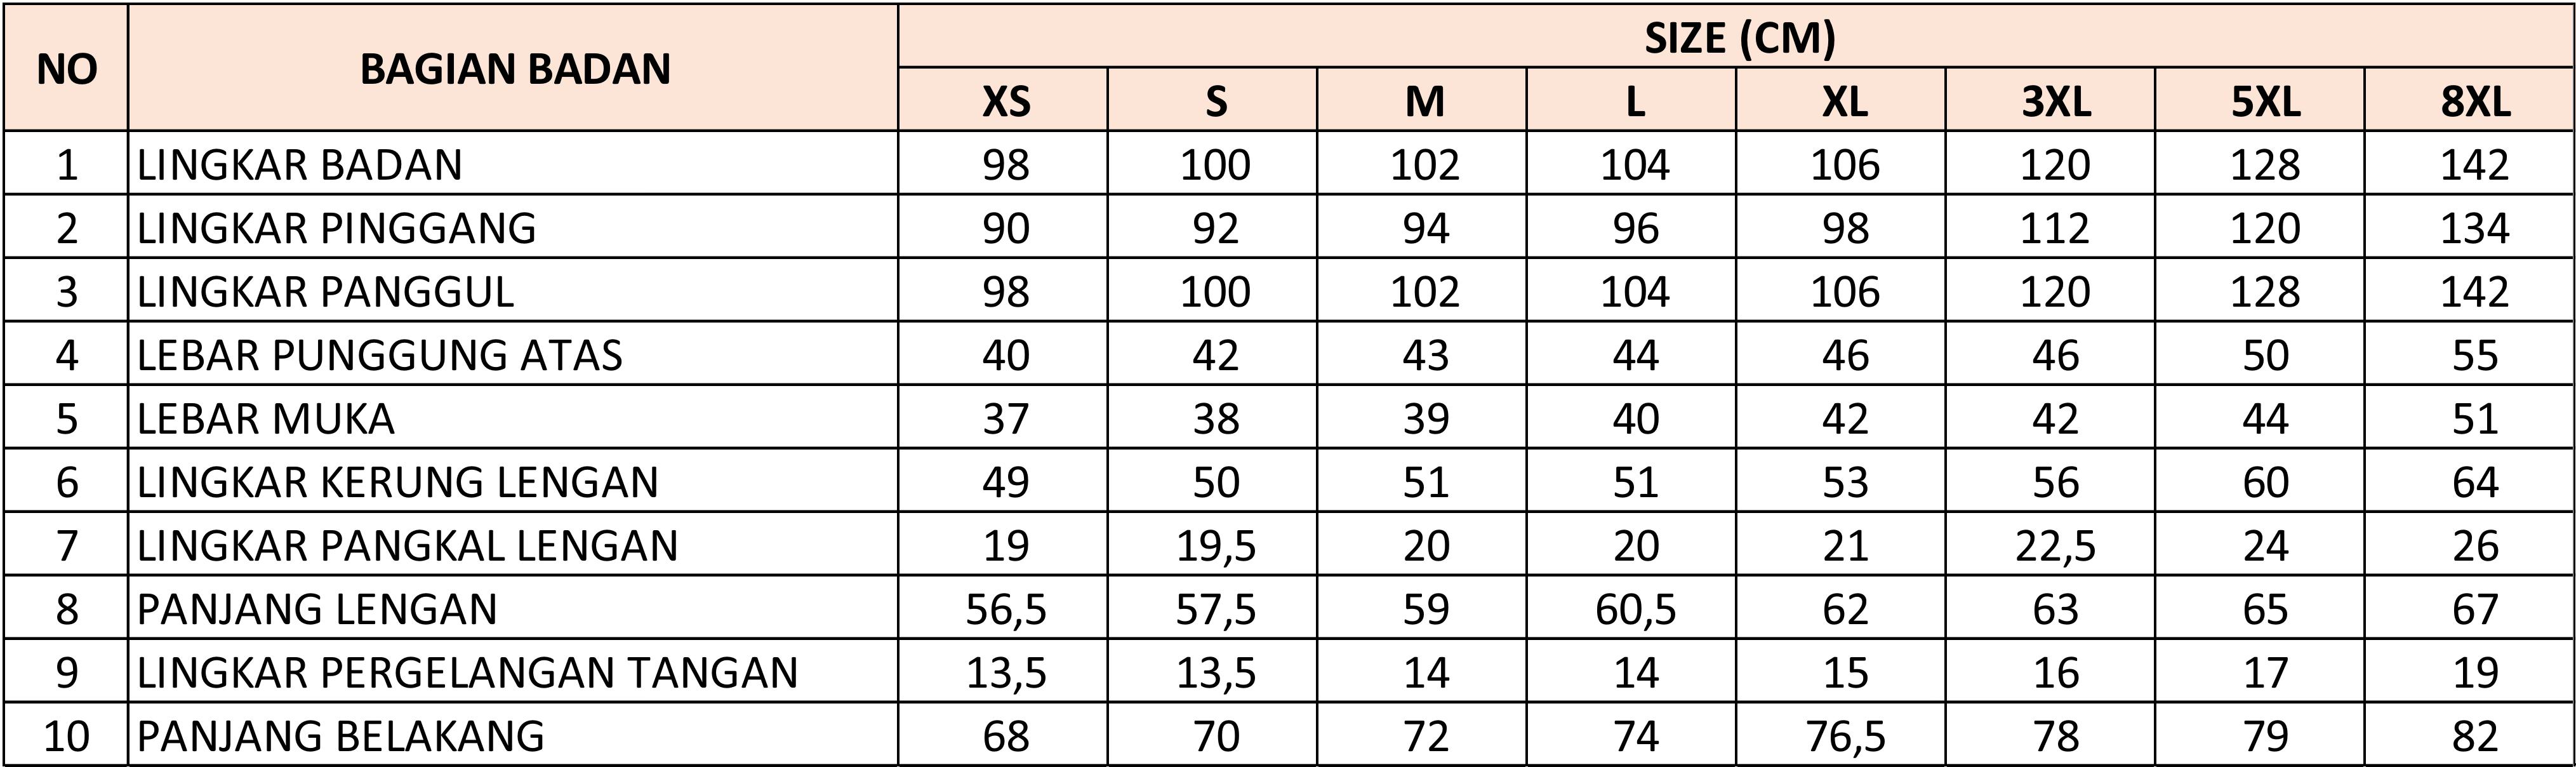 NO BAGIAN BADAN SIZE (CM)
XS S M L XL 3XL 5XL 8XL
1 LINGKAR BADAN 98 100 102 104 106 120 128 142
2 LINGKAR PINGGANG 90 92 94 96 98 112 120 134
3 LINGKAR PANGGUL 98 100 102 104 106 120 128 142
4 LEBAR PUNGGUNG ATAS 40 42 43 44 46 46 50 55
5 LEBAR MUKA 37 38 39 40 42 42 44 51
6 LINGKAR KERUNG LENGAN 49 50 51 51 53 56 60 64
7 LINGKAR PANGKAL LENGAN 19 19,5 20 20 21 22,5 24 26
8 PANJANG LENGAN 56,5 57,5 59 60,5 62 63 65 67
9 LINGKAR PERGELANGAN TANGAN 13,5 13,5 14 14 15 16 17 19
10 PANJANG BELAKANG 68 70 72 74 76,5 78 79 82